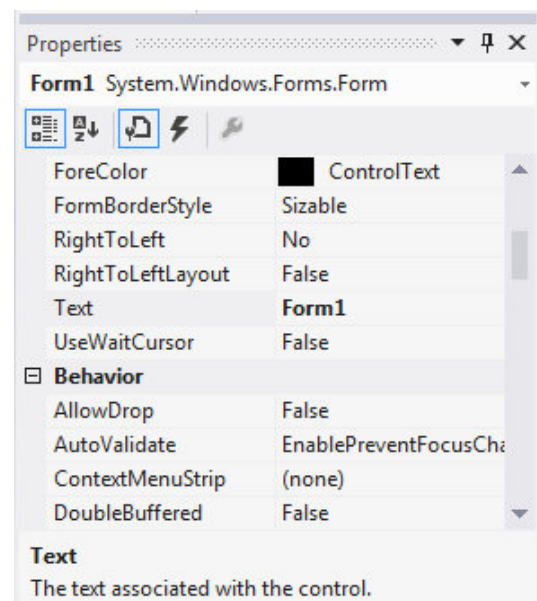 Properties
Form1 System.Windows.Forms.Form
A Z
ForeColor ControlText
FormBorderStyle Sizable
RightToLeft No
RightToLeftLayout False
Text Form1
UseWaitCursor False
Behavior
AllowDrop False
AutoValidate EnablePreventFocusCha
ContextMenuStrip (none)
DoubleBuffered False
Text
The text associated with the control.